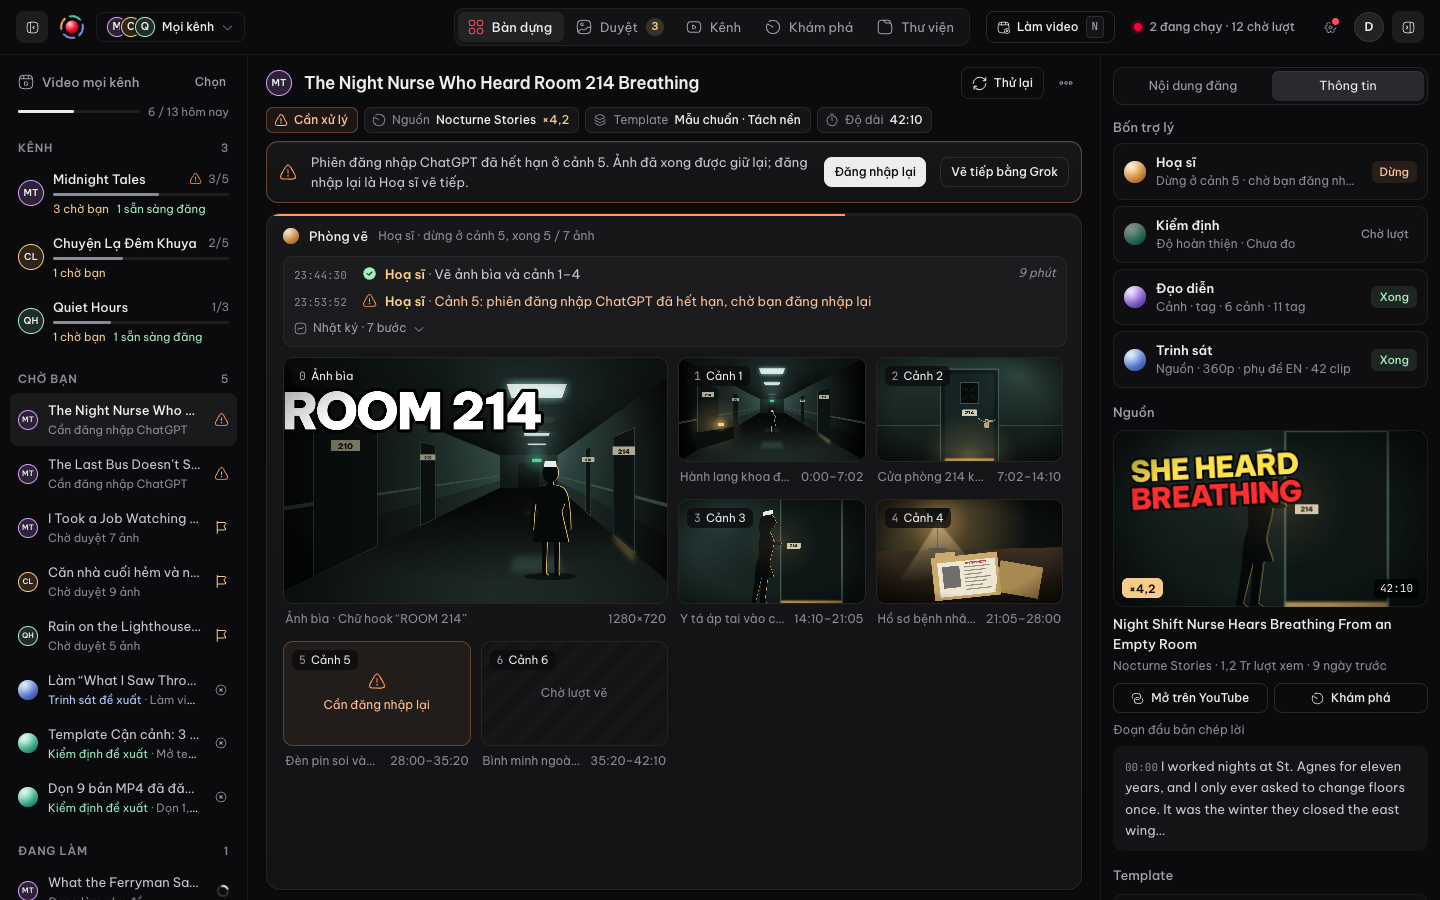 M C Q Mọi kênh
Bàn dựng
Duyệt 3
Kênh
Khám phá
Thư viện
Làm video N
2 đang chạy · 12 chờ lượt
D
Video mọi kênh Chọn
6 / 13 hôm nay
KÊNH 3
MT Midnight Tales 3/5
3 chờ bạn 1 sẵn sàng đăng
CL Chuyện Lạ Đêm Khuya 2/5
1 chờ bạn
QH Quiet Hours 1/3
1 chờ bạn 1 sẵn sàng đăng
CHỜ BẠN 5
MT The Night Nurse Who ...
Cần đăng nhập ChatGPT
MT The Last Bus Doesn't S...
Cần đăng nhập ChatGPT
MT I Took a Job Watching ...
Chờ duyệt 7 ảnh
CL Căn nhà cuối hẻm và n...
Chờ duyệt 9 ảnh
QH Rain on the Lighthouse...
Chờ duyệt 5 ảnh
Làm “What I Saw Thro...
Trinh sát đề xuất · Làm vi...
Template Cận cảnh: 3 ...
Kiểm định đề xuất · Mở te...
Dọn 9 bản MP4 đã đă...
Kiểm định đề xuất · Dọn 1,...
ĐANG LÀM 1
MT What the Ferryman Sa...
MT The Night Nurse Who Heard Room 214 Breathing
Thử lại
Cần xử lý
Nguồn Nocturne Stories ×4,2
Template Mẫu chuẩn · Tách nền
Độ dài 42:10
Phiên đăng nhập ChatGPT đã hết hạn ở cảnh 5. Ảnh đã xong được giữ lại; đăng
nhập lại là Hoạ sĩ vẽ tiếp.
Đăng nhập lại
Vẽ tiếp bằng Grok
Phòng vẽ Hoạ sĩ · dừng ở cảnh 5, xong 5 / 7 ảnh
23:44:30 Hoạ sĩ · Vẽ ảnh bìa và cảnh 1–4 9 phút
23:53:52 Hoạ sĩ · Cảnh 5: phiên đăng nhập ChatGPT đã hết hạn, chờ bạn đăng nhập lại
Nhật ký · 7 bước
0 Ảnh bìa
ROOM 214
210
214
Ảnh bìa · Chữ hook “ROOM 214” 1280×720
1 Cảnh 1
Hành lang khoa đ... 0:00–7:02
2 Cảnh 2
214
Cửa phòng 214 k... 7:02–14:10
3 Cảnh 3
214
Y tá áp tai vào c... 14:10–21:05
4 Cảnh 4
Hồ sơ bệnh nhâ... 21:05–28:00
5 Cảnh 5
Cần đăng nhập lại
Đèn pin soi và... 28:00–35:20
6 Cảnh 6
Chờ lượt vẽ
Bình minh ngoà... 35:20–42:10
Nội dung đăng
Thông tin
Bốn trợ lý
Hoạ sĩ
Dừng ở cảnh 5 · chờ bạn đăng nh...
Dừng
Kiểm định
Độ hoàn thiện · Chưa đo
Chờ lượt
Đạo diễn
Cảnh · tag · 6 cảnh · 11 tag
Xong
Trinh sát
Nguồn · 360p · phụ đề EN · 42 clip
Xong
Nguồn
SHE HEARD
BREATHING
214
×4,2
42:10
Night Shift Nurse Hears Breathing From an
Empty Room
Nocturne Stories · 1,2 Tr lượt xem · 9 ngày trước
Mở trên YouTube
Khám phá
Đoạn đầu bản chép lời
00:00 I worked nights at St. Agnes for eleven
years, and I only ever asked to change floors
once. It was the winter they closed the east
wing...
Template